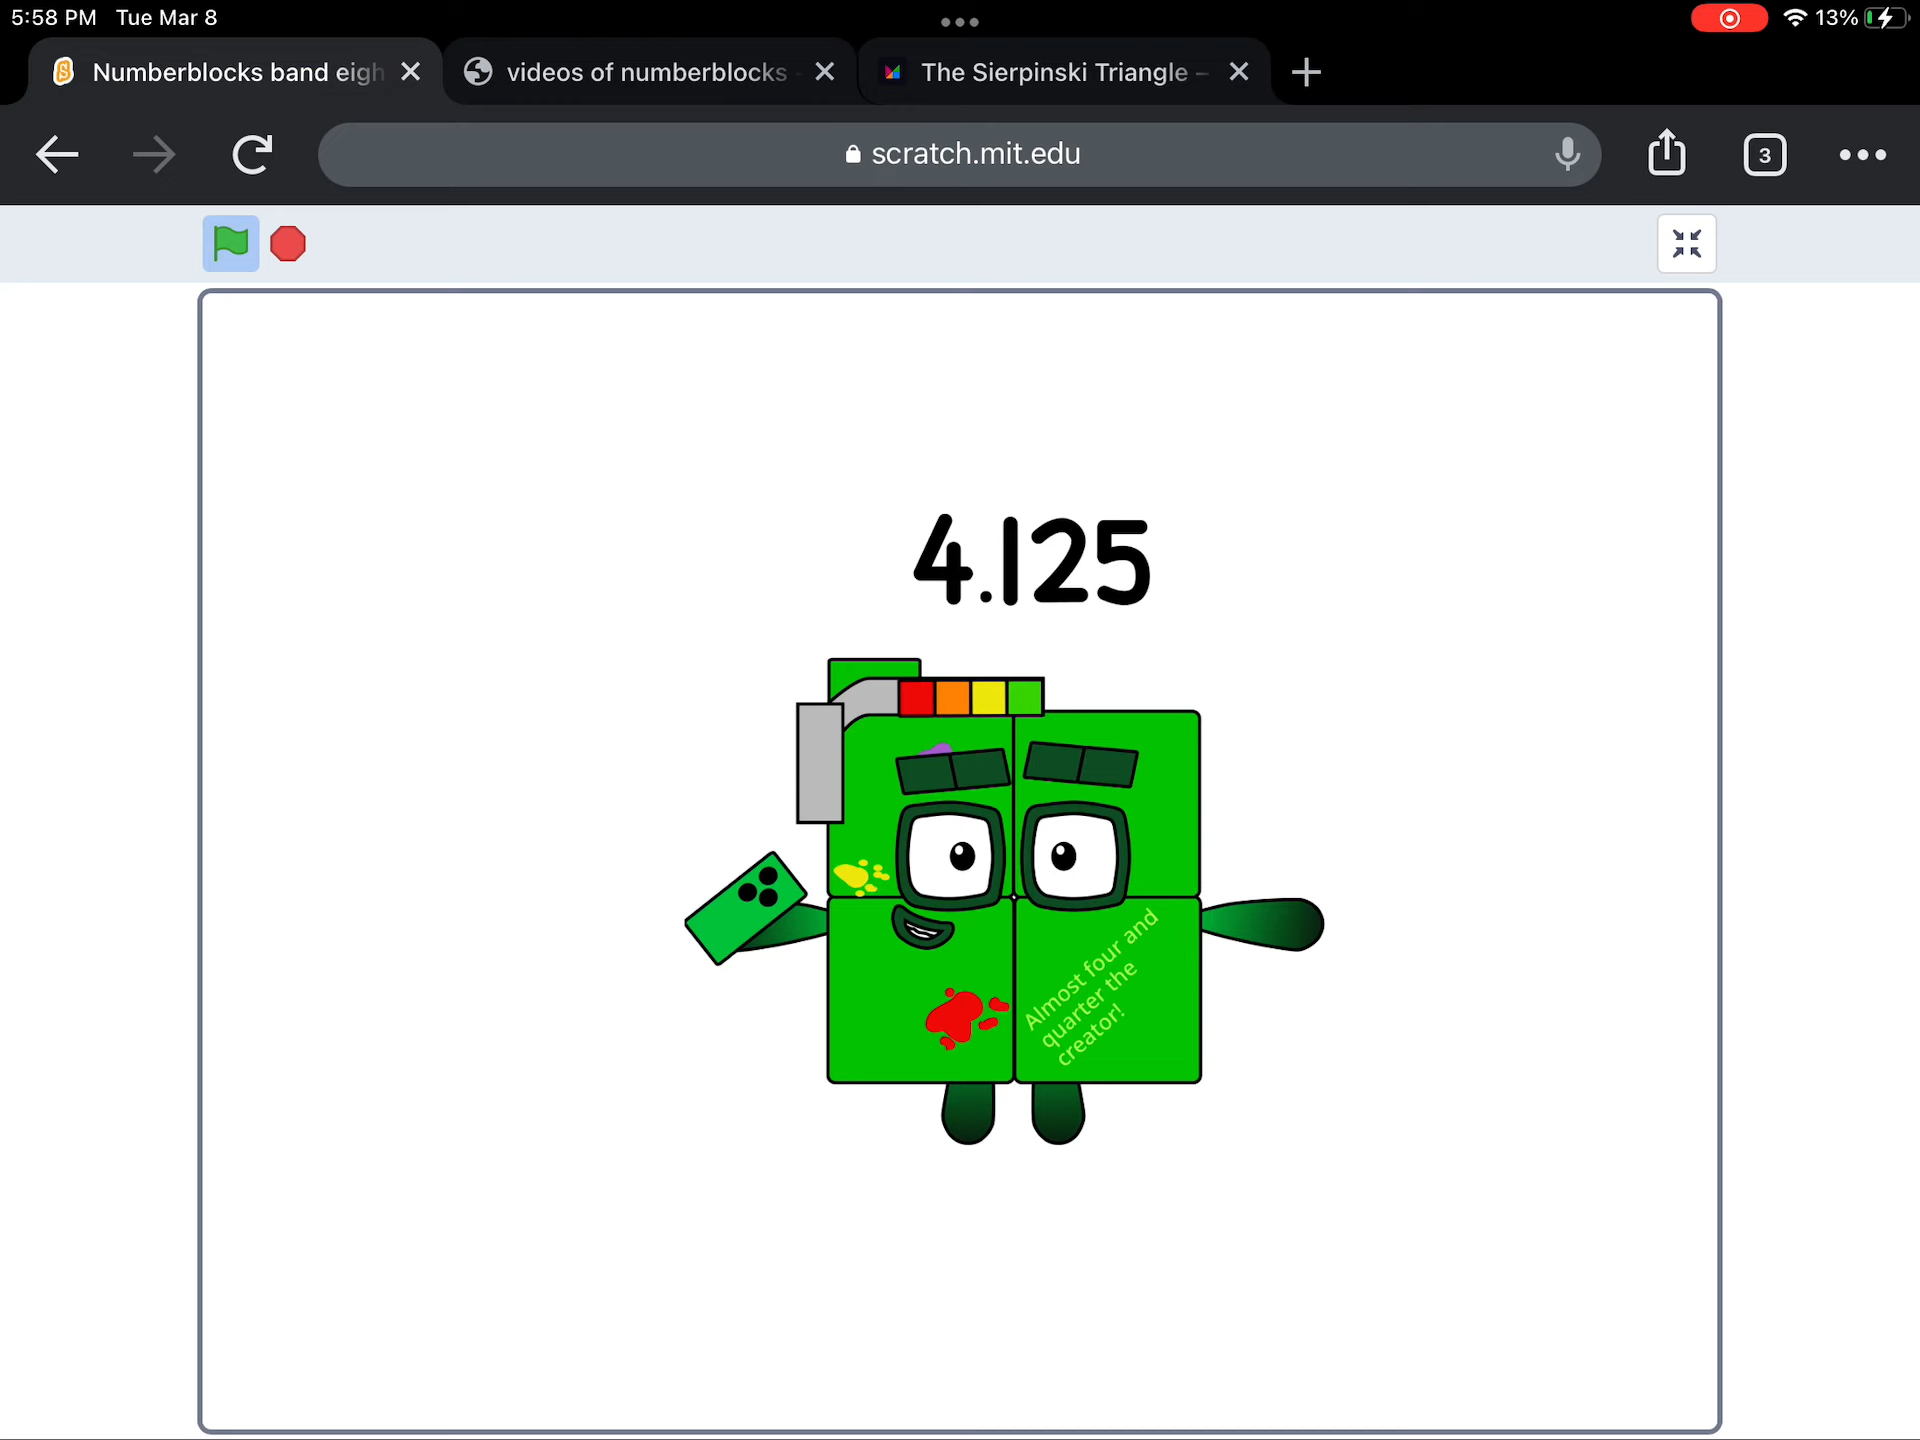 5:58 PM Tue Mar 8
13%
Numberblocks band eigh
videos of numberblocks
The Sierpinski Triangle –
scratch.mit.edu
3
4.125
Almost four and
quarter the
creator!